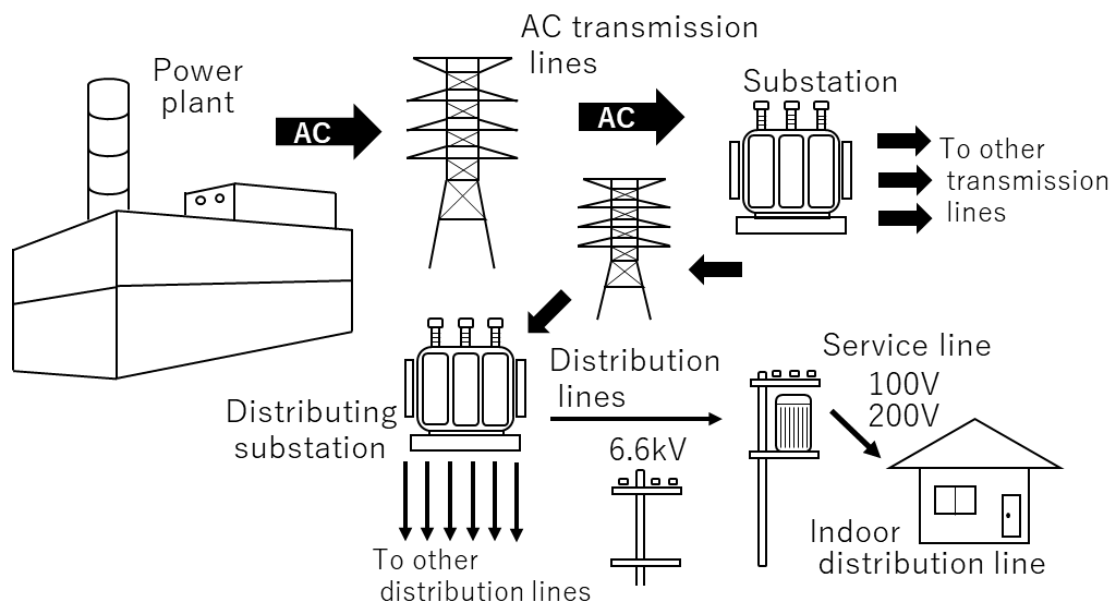 Power
plant
AC
AC transmission
lines
AC
Substation
To other
transmission
lines
Distributing
substation
To other
distribution lines
Distribution
lines
6.6kV
Service line
100V
200V
Indoor
distribution line